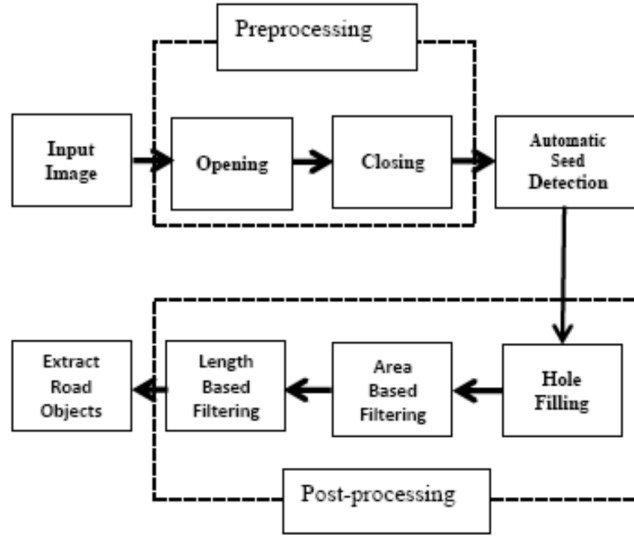 Preprocessing
Input
Image
Opening
Closing
Automatic
Seed
Detection
Extract
Road
Objects
Length
Based
Filtering
Area
Based
Filtering
Hole
Filling
Post-processing